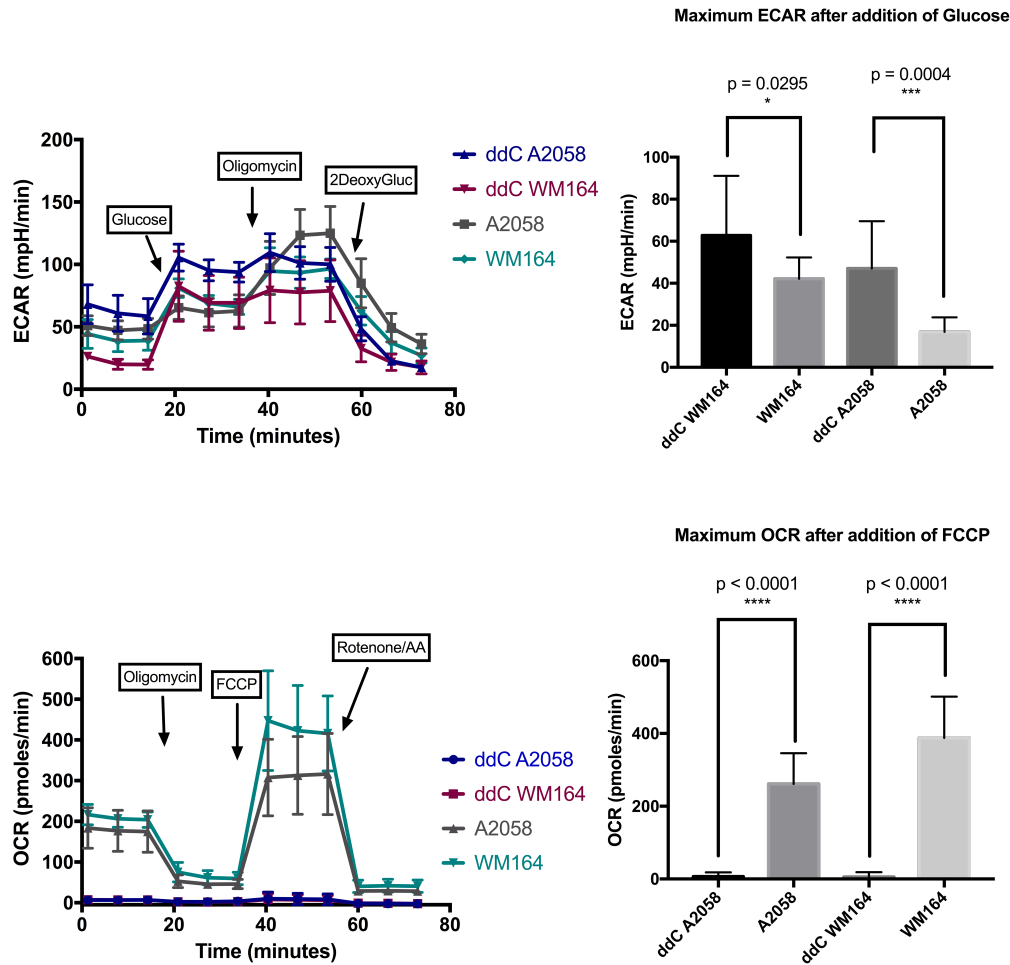 Maximum ECAR after addition of Glucose
200
150
100
50
0
0
20
40
60
80
ECAR (mpH/min)
Time (minutes)
Glucose
Oligomycin
2DeoxyGluc
ddC A2058
ddC WM164
A2058
WM164
p = 0.0295
*
p = 0.0004
***
100
80
60
40
20
0
ECAR (mpH/min)
ddC WM164
WM164
ddC A2058
A2058
Maximum OCR after addition of FCCP
600
500
400
300
200
100
0
0
20
40
60
80
OCR (pmoles/min)
Time (minutes)
Oligomycin
FCCP
Rotenone/AA
ddC A2058
ddC WM164
A2058
WM164
p < 0.0001
****
p < 0.0001
****
600
400
200
0
OCR (pmoles/min)
ddC A2058
A2058
ddC WM164
WM164